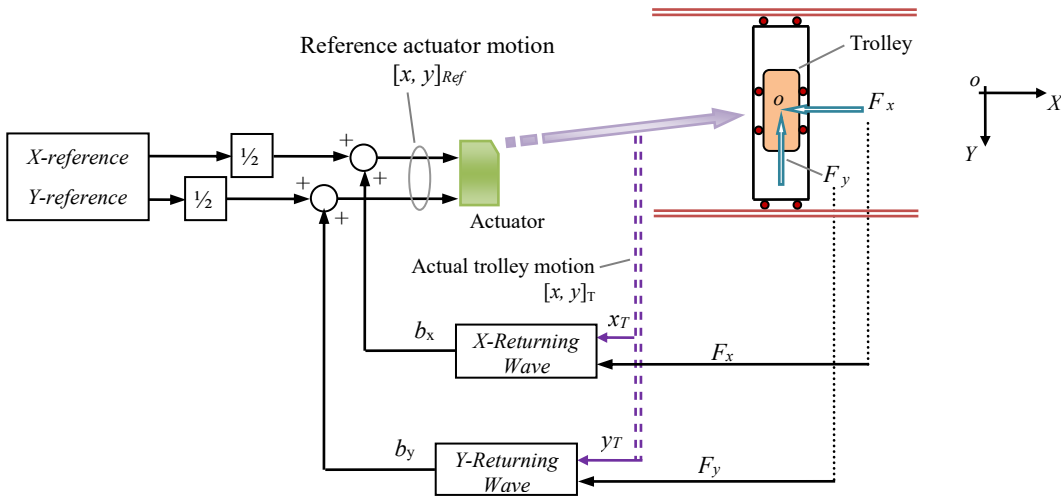 Reference actuator motion
[x, y]Ref
Trolley
o
X
Y
o
Fx
Fy
X-reference
Y-reference
½
½
+
+
+
+
Actuator
Actual trolley motion
[x, y]T
bx
X-Returning
Wave
xT
Fx
by
Y-Returning
Wave
yT
Fy